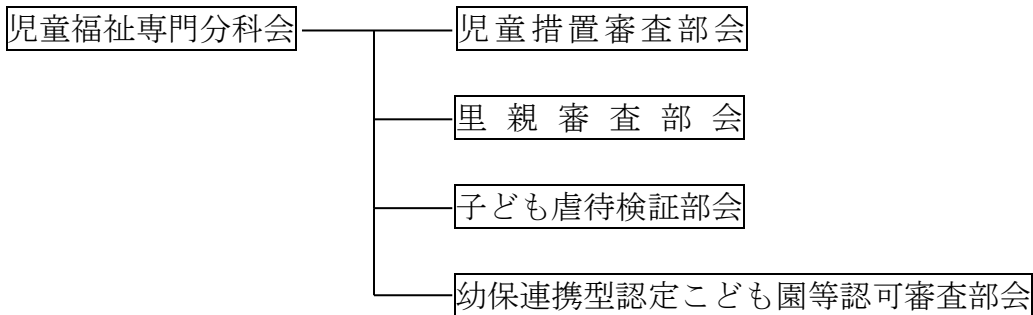 児童福祉専門分科会
児童措置審査部会
里親審査部会
子ども虐待検証部会
幼保連携型認定こども園等認可審査部会